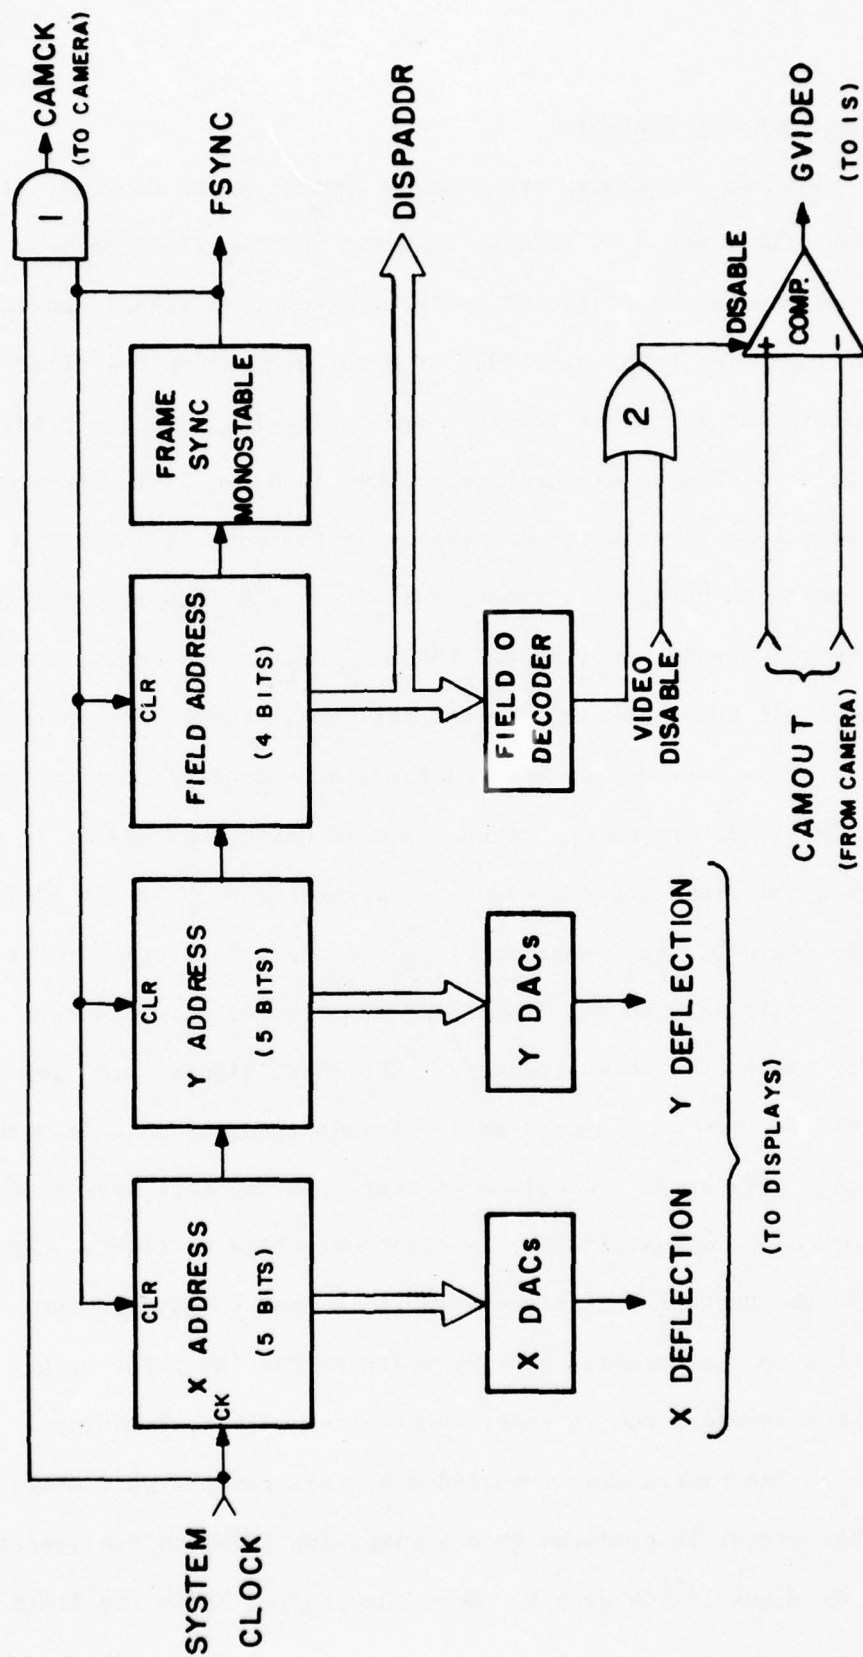 CAMCK
(TO CAMERA)
1
FSYNC
FRAME
SYNC
MONOSTABLE
DISPADDR
CLR
FIELD ADDRESS
(4 BITS)
CLR
Y ADDRESS
(5 BITS)
CLR
X ADDRESS
CK
(5 BITS)
SYSTEM
CLOCK
FIELD 0
DECODER
Y DACs
X DACs
VIDEO
DISABLE
2
DISABLE
+
COMP.
-
GVIDEO
(TO IS)
CAMOUT
(FROM CAMERA)
X DEFLECTION
Y DEFLECTION
(TO DISPLAYS)